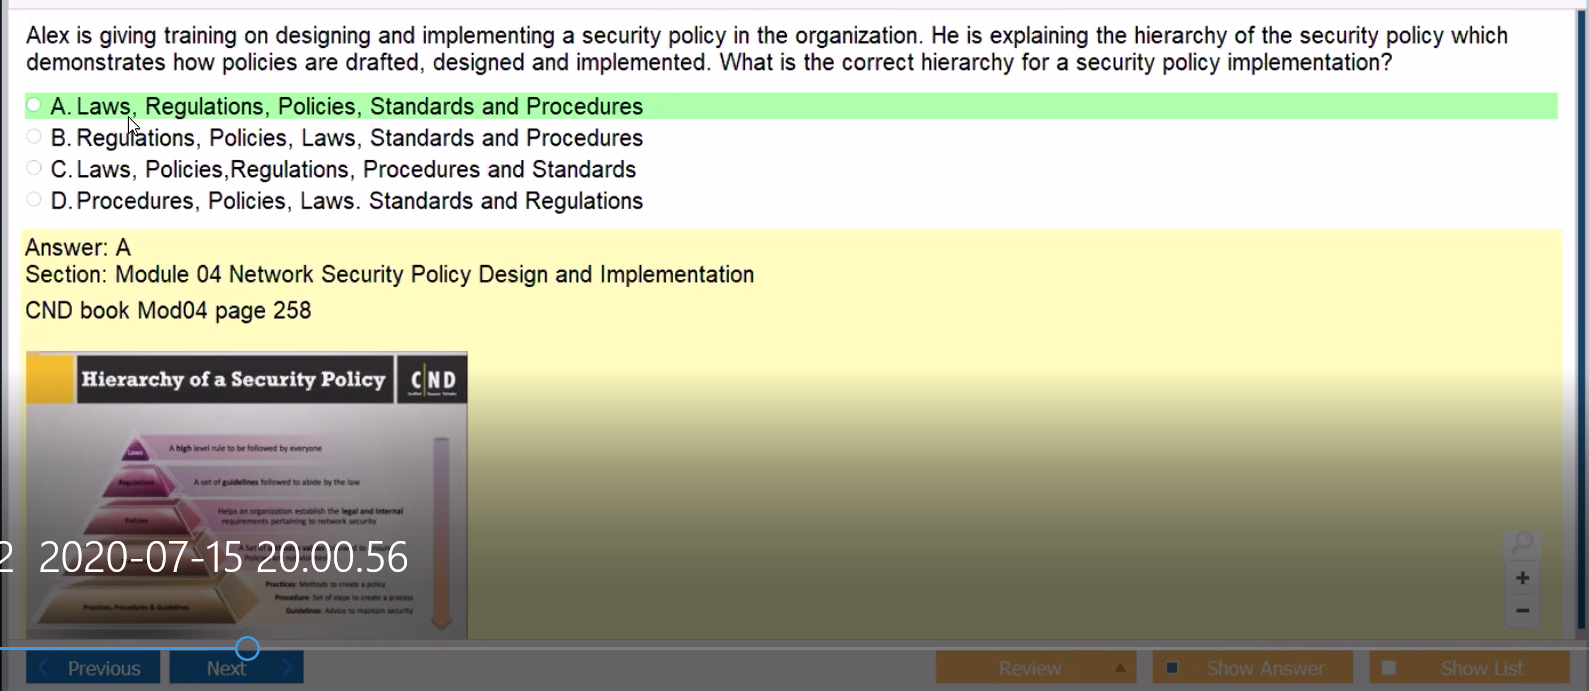 Alex is giving training on designing and implementing a security policy in the organization. He is explaining the hierarchy of the security policy which
demonstrates how policies are drafted, designed and implemented. What is the correct hierarchy for a security policy implementation?
A. Laws, Regulations, Policies, Standards and Procedures
B. Regulations, Policies, Laws, Standards and Procedures
C. Laws, Policies,Regulations, Procedures and Standards
D. Procedures, Policies, Laws. Standards and Regulations
Answer: A
Section: Module 04 Network Security Policy Design and Implementation
CND book Mod04 page 258
Hierarchy of a Security Policy
CND
Laws
A high level rule to be followed by everyone
Regulations
A set of guidelines followed to abide by the law
Policies
Helps an organization establish the legal and internal
requirements pertaining to network security
A Set of
2 2020-07-15 20.00.56
Practices: Methods to create a policy
Procedure: Set of steps to create a process
Guidelines: Advice to maintain security
Practices, Procedures & Guidelines
Previous
Next
Review
Show Answer
Show List